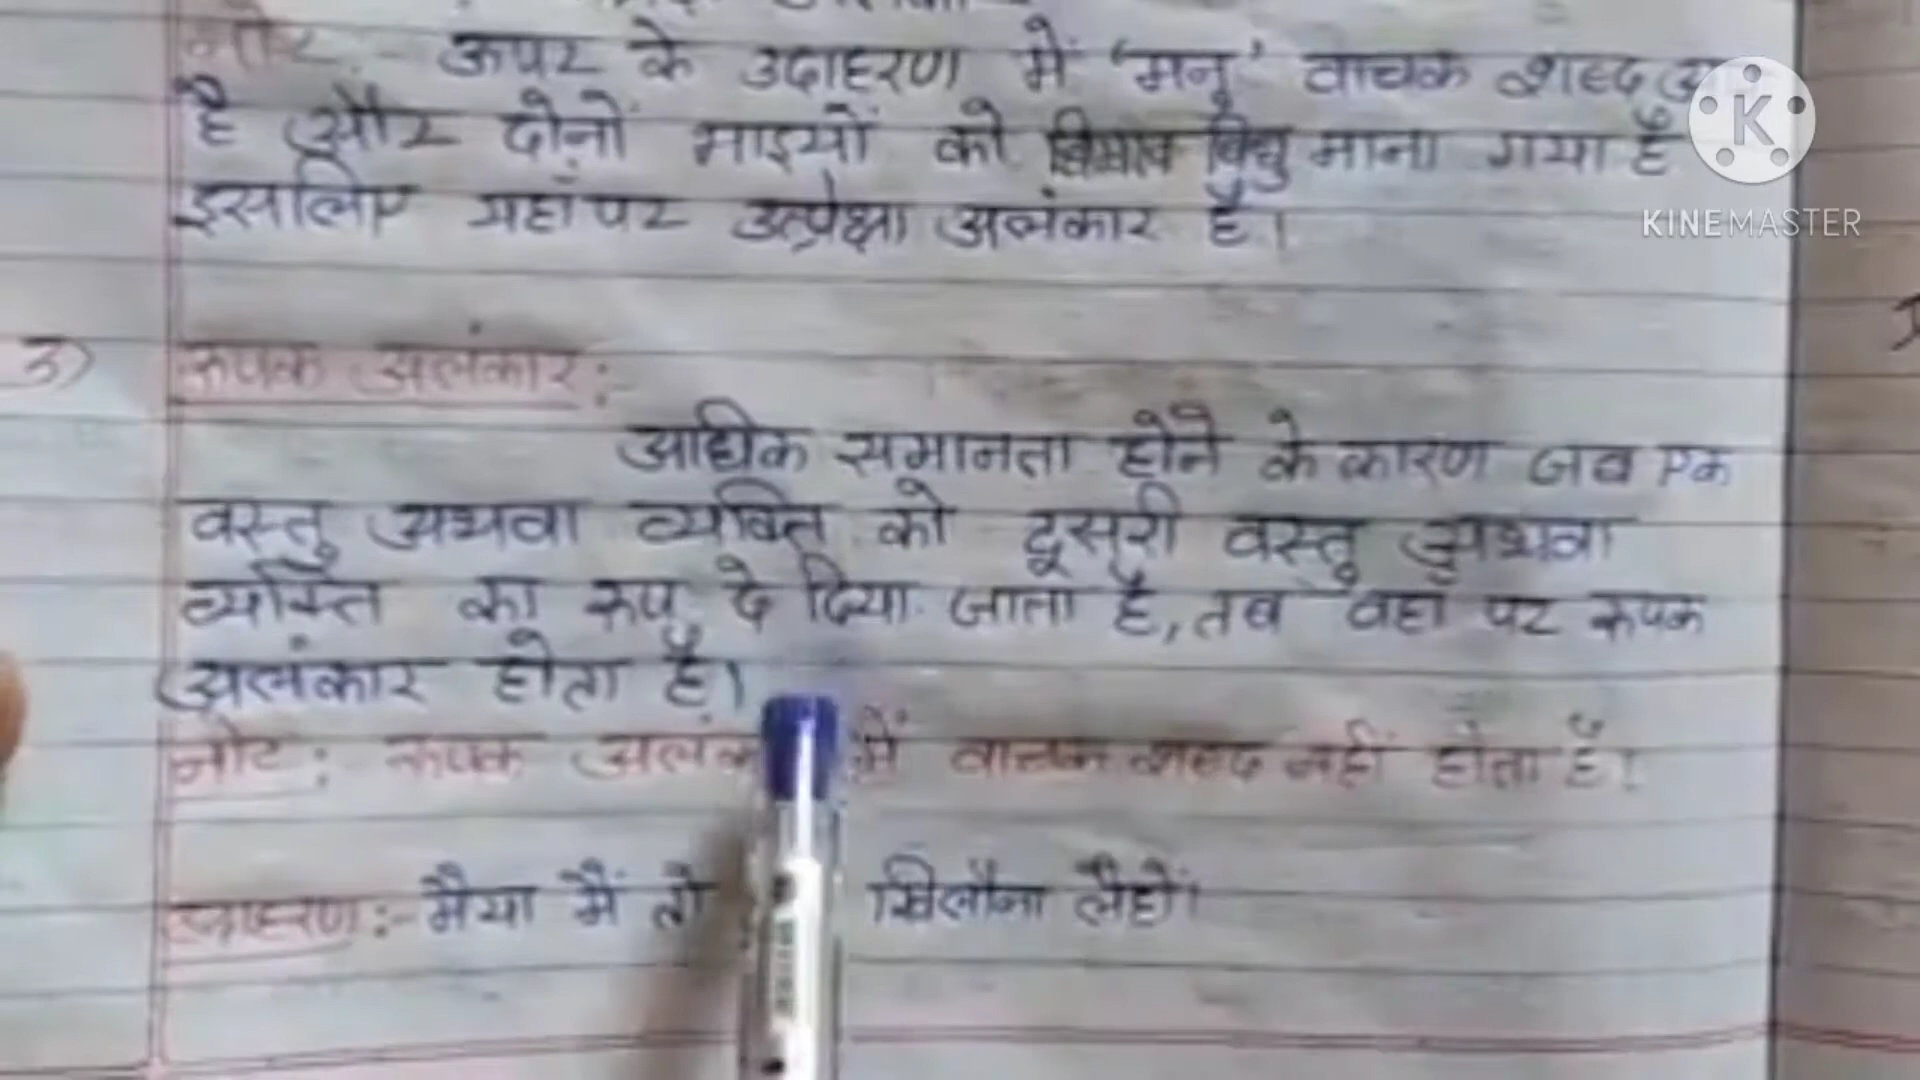 नोट:- ऊपर के उदाहरण में 'मनु' वाचक शब्द
है और दोनों भाइयों को विधु माना गया है
इसलिए यहाँ पर उत्प्रेक्षा अलंकार है।
3) रूपक अलंकार:-
अधिक समानता होने के कारण जब एक
वस्तु अथवा व्यक्ति को दूसरी वस्तु अथवा
व्यक्ति का रूप दे दिया जाता है, तब वहाँ पर रूपक
अलंकार होता है।
नोट: रूपक में वाचक शब्द नहीं होता है।
उदाहरण:- मैया मैं खिलौना लैहों।
K
KINEMASTER